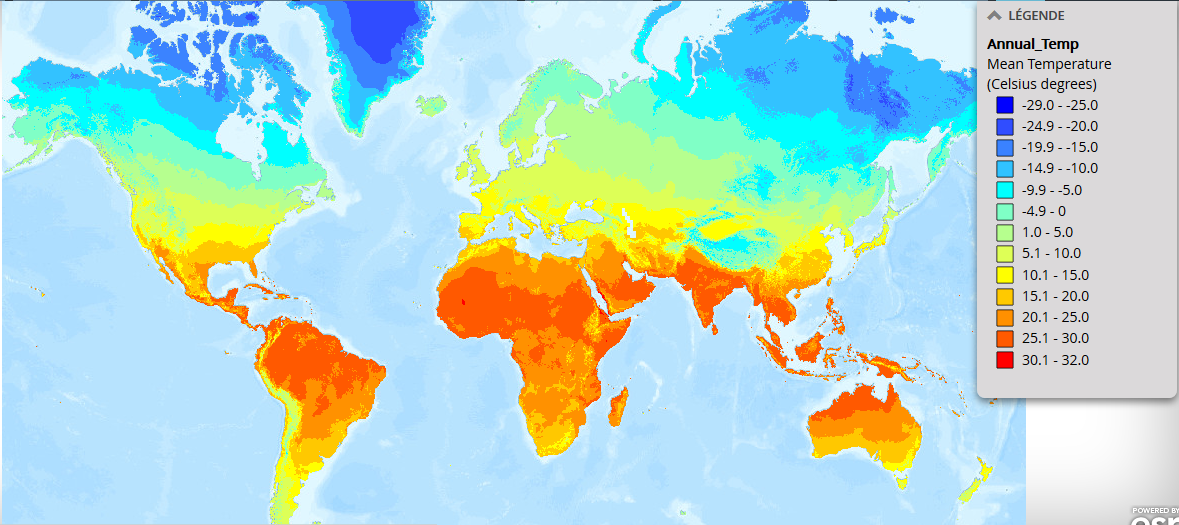 LÉGENDE
Annual_Temp
Mean Temperature
(Celsius degrees)
-29.0 - -25.0
-24.9 - -20.0
-19.9 - -15.0
-14.9 - -10.0
-9.9 - -5.0
-4.9 - 0
1.0 - 5.0
5.1 - 10.0
10.1 - 15.0
15.1 - 20.0
20.1 - 25.0
25.1 - 30.0
30.1 - 32.0
POWERED BY